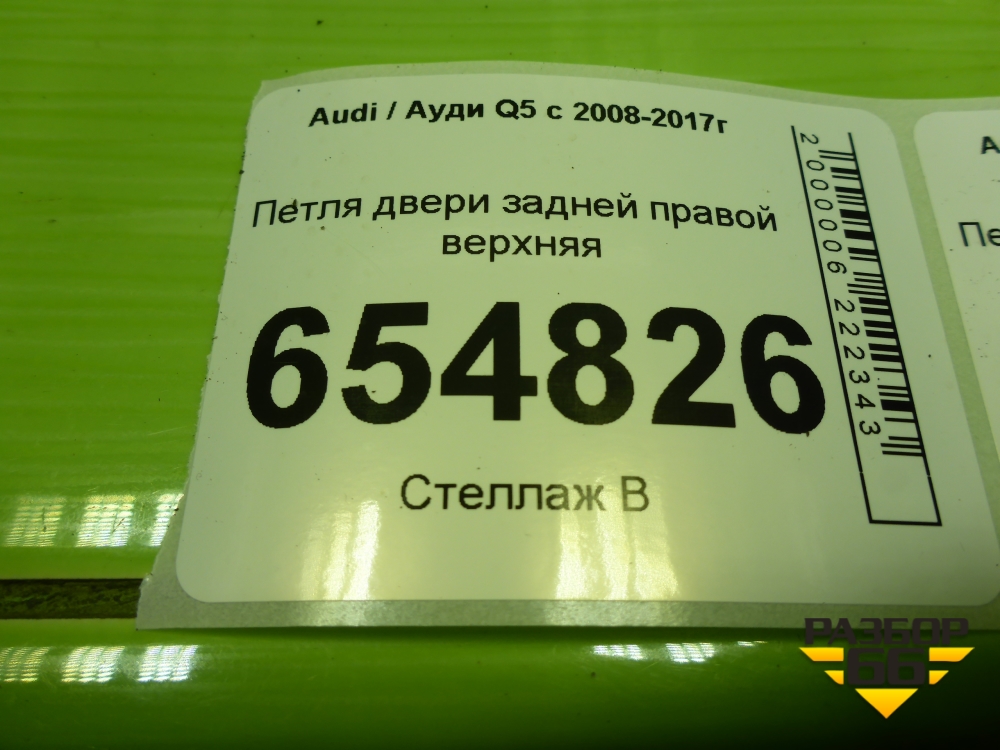 Audi / Ауди Q5 с 2008-2017г
Петля двери задней правой
верхняя
654826
Стеллаж В
2000006222343
РАЗБОР
66